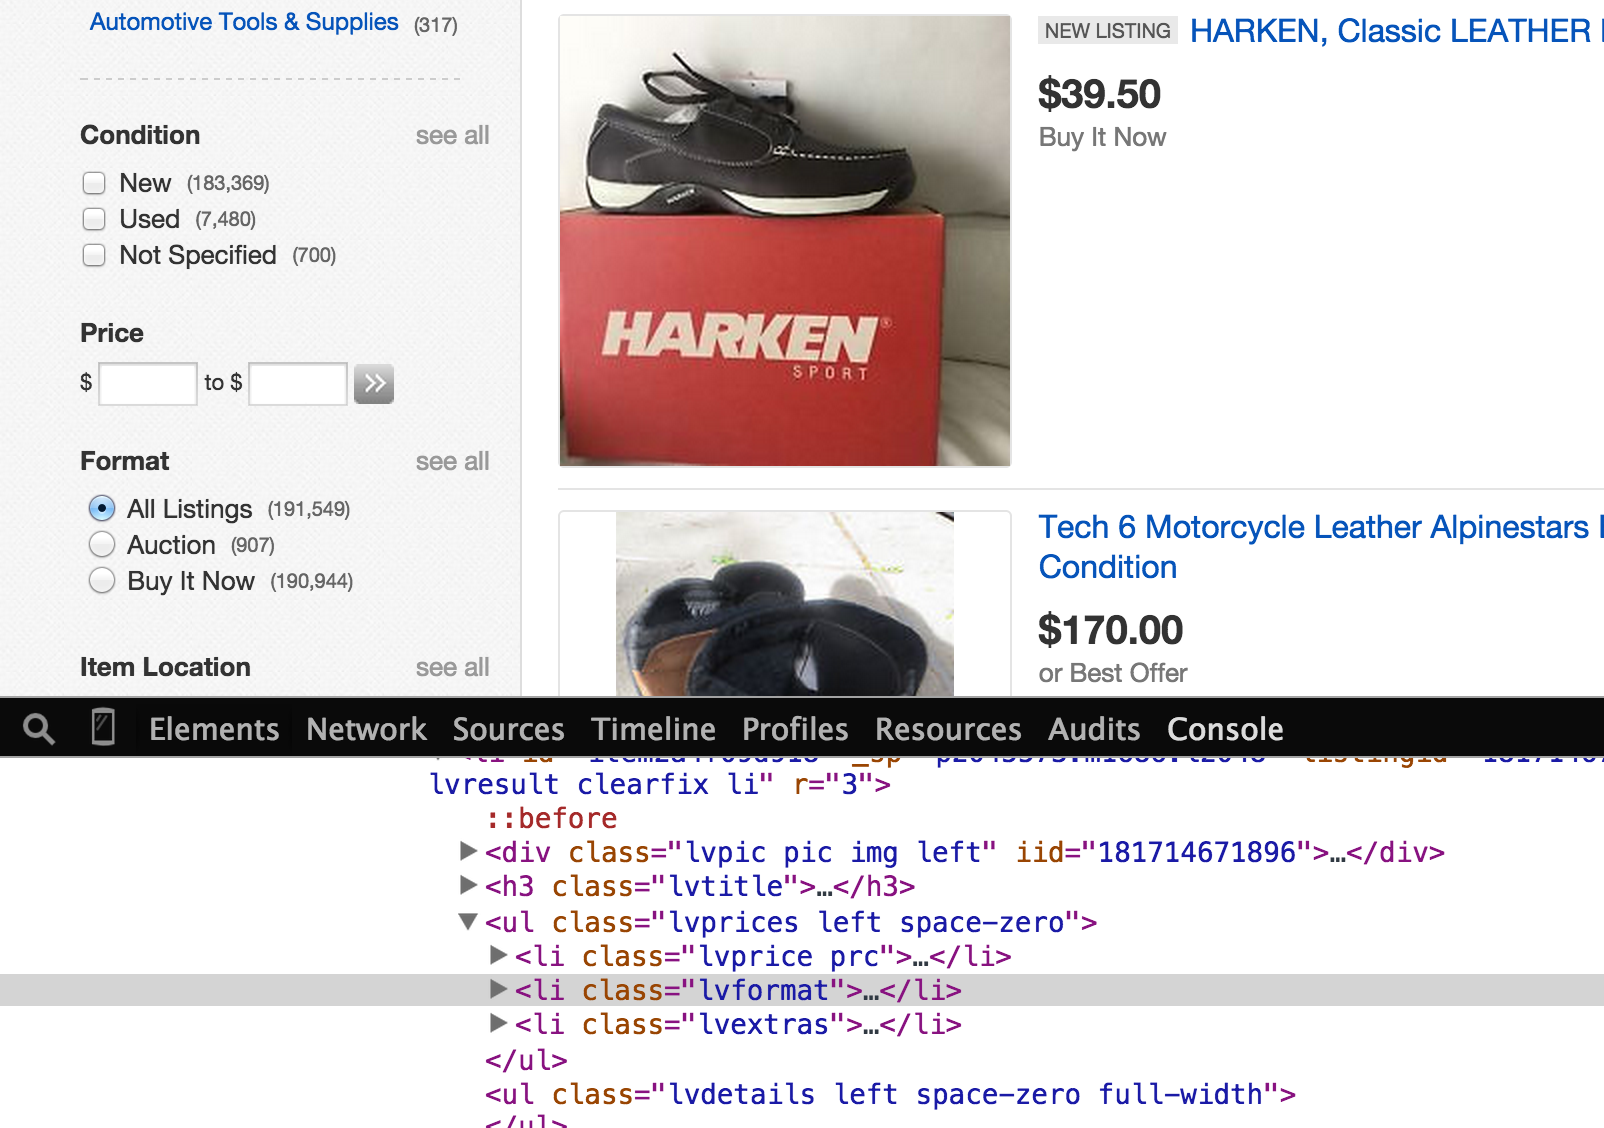 Automotive Tools & Supplies (317)
Condition see all
New (183,369)
Used (7,480)
Not Specified (700)
Price
$ to $
Format see all
All Listings (191,549)
Auction (907)
Buy It Now (190,944)
Item Location see all
HARKEN
HARKEN®
SPORT
NEW LISTING HARKEN, Classic LEATHER
$39.50
Buy It Now
Tech 6 Motorcycle Leather Alpinestars
Condition
$170.00
or Best Offer
Elements Network Sources Timeline Profiles Resources Audits Console
lvresult clearfix li" r="3">
::before
<div class="lvpic pic img left" iid="181714671896">…</div>
<h3 class="lvtitle">…</h3>
<ul class="lvprices left space-zero">
<li class="lvprice prc">…</li>
<li class="lvformat">…</li>
<li class="lvextras">…</li>
</ul>
<ul class="lvdetails left space-zero full-width">
</ul>